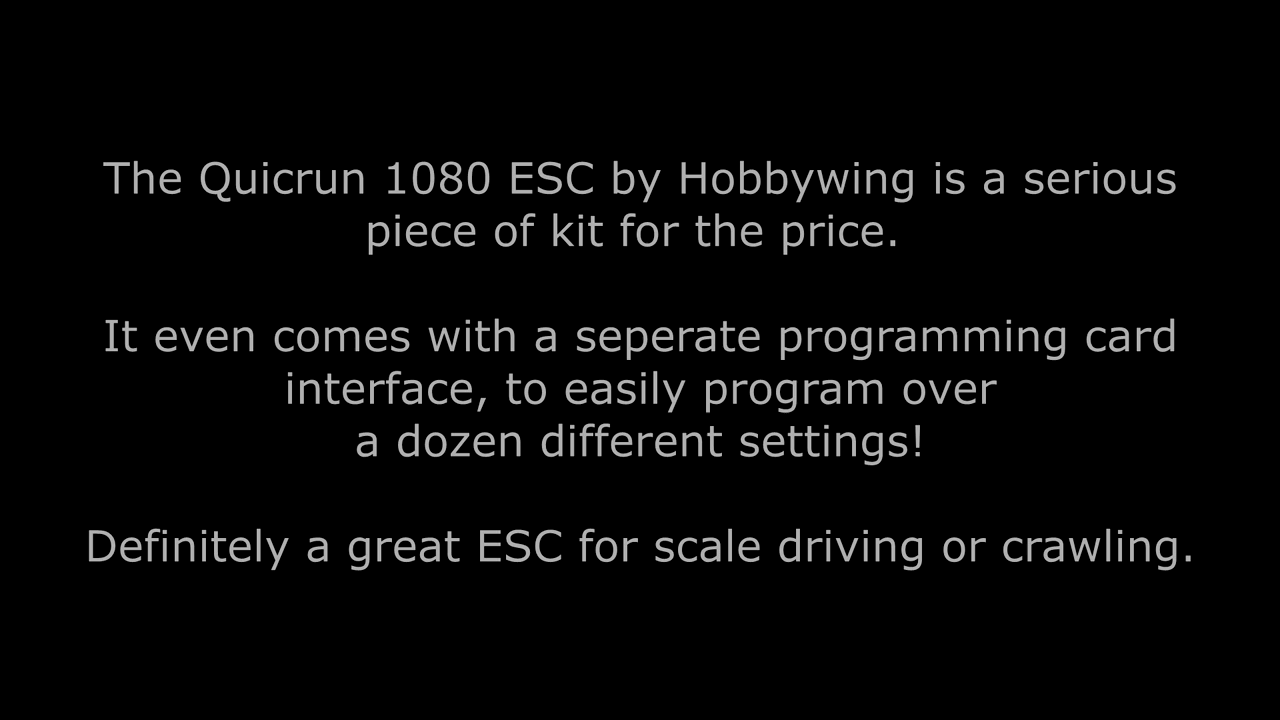 The Quicrun 1080 ESC by Hobbywing is a serious
piece of kit for the price.
It even comes with a seperate programming card
interface, to easily program over
a dozen different settings!
Definitely a great ESC for scale driving or crawling.